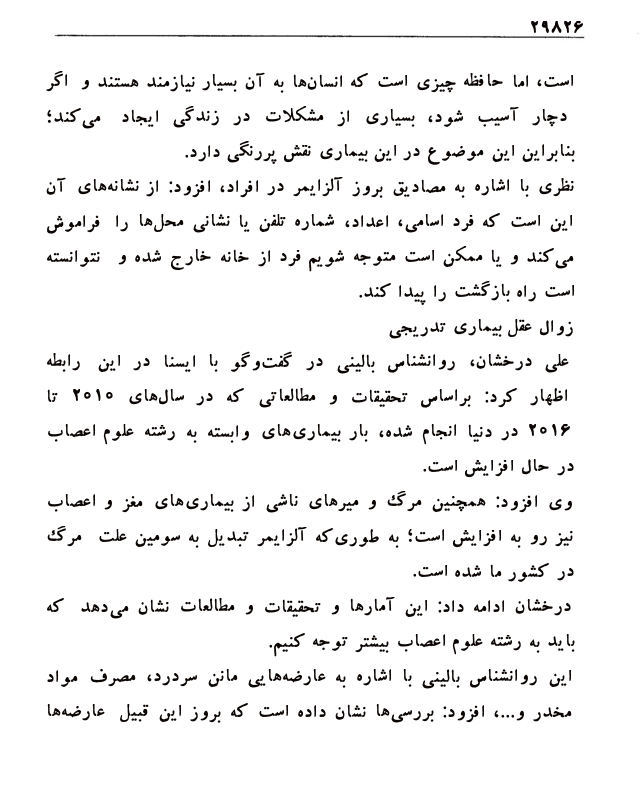 ۲۹۸۲۶
است، اما حافظه چیزی است که انسان‌ها به آن بسیار نیازمند هستند و اگر
دچار آسیب شود، بسیاری از مشکلات در زندگی ایجاد می‌کند؛
بنابراین این موضوع در این بیماری نقش پررنگی دارد.
نظری با اشاره به مصادیق بروز آلزایمر در افراد، افزود: از نشانه‌های آن
این است که فرد اسامی، اعداد، شماره تلفن یا نشانی محل‌ها را فراموش
می‌کند و یا ممکن است متوجه شویم فرد از خانه خارج شده و نتوانسته
است راه بازگشت را پیدا کند.
زوال عقل بیماری تدریجی
علی درخشان، روانشناس بالینی در گفت‌وگو با ایسنا در این رابطه
اظهار کرد: براساس تحقیقات و مطالعاتی که در سال‌های ۲۰۱۰ تا
۲۰۱۶ در دنیا انجام شده، بار بیماری‌های وابسته به رشته علوم اعصاب
در حال افزایش است.
وی افزود: همچنین مرگ و میرهای ناشی از بیماری‌های مغز و اعصاب
نیز رو به افزایش است؛ به طوری‌که آلزایمر تبدیل به سومین علت مرگ
در کشور ما شده است.
درخشان ادامه داد: این آمارها و تحقیقات و مطالعات نشان می‌دهد که
باید به رشته علوم اعصاب بیشتر توجه کنیم.
این روانشناس بالینی با اشاره به عارضه‌هایی مانن سردرد، مصرف مواد
مخدر و...، افزود: بررسی‌ها نشان داده است که بروز این قبیل عارضه‌ها